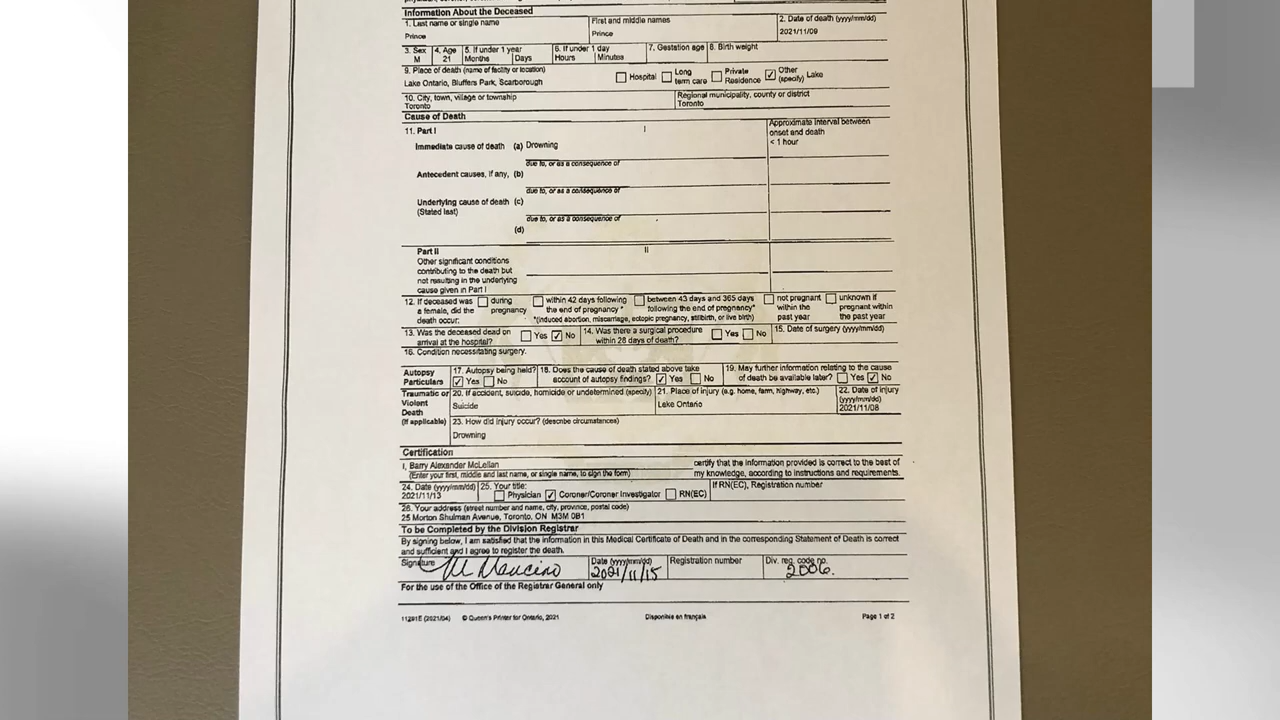 Information About the Deceased
1. Last name or single name
First and middle names
2. Date of death (yyyy/mm/dd)
Prince
Prince
2021/11/09
3. Sex
4. Age
5. If under 1 year
6. If under 1 day
7. Gestation age
8. Birth weight
M
21
Months
Days
Hours
Minutes
9. Place of death (name of facility or location)
Lake Ontario, Bluffers Park, Scarborough
Hospital
Long term care
Private Residence
Other (specify)
Lake
10. City, town, village or township
Regional municipality, county or district
Toronto
Toronto
Cause of Death
11. Part I
I
Approximate interval between
onset and death
Immediate cause of death (a) Drowning
< 1 hour
due to, or as a consequence of
Antecedent causes, if any, (b)
due to, or as a consequence of
Underlying cause of death (c)
(Stated last)
due to, or as a consequence of
(d)
Part II
II
Other significant conditions
contributing to the death but
not resulting in the underlying
cause given in Part I
12. If deceased was
a female, did the
death occur:
during
pregnancy
within 42 days following
the end of pregnancy *
between 43 days and 365 days
following the end of pregnancy*
not pregnant
within the
past year
unknown if
pregnant within
the past year
*(induced abortion, miscarriage, ectopic pregnancy, stillbirth, or live birth)
13. Was the deceased dead on
arrival at the hospital?
Yes No
14. Was there a surgical procedure
within 28 days of death?
Yes No
15. Date of surgery (yyyy/mm/dd)
16. Condition necessitating surgery.
Autopsy
Particulars
17. Autopsy being held?
Yes No
18. Does the cause of death stated above take
account of autopsy findings? Yes No
19. May further information relating to the cause
of death be available later? Yes No
Traumatic or
Violent
Death
(if applicable)
20. If accident, suicide, homicide or undetermined (specify)
Suicide
21. Place of injury (e.g. home, farm, highway, etc.)
Lake Ontario
22. Date of injury
(yyyy/mm/dd)
2021/11/08
23. How did injury occur? (describe circumstances)
Drowning
Certification
I, Barry Alexander McLellan
certify that the information provided is correct to the best of
(Enter your first, middle and last name, or single name, to sign the form)
my knowledge, according to instructions and requirements.
24. Date (yyyy/mm/dd)
2021/11/13
25. Your title:
Physician Coroner/Coroner Investigator RN(EC)
If RN(EC), Registration number
26. Your address (street number and name, city, province, postal code)
25 Morton Shulman Avenue, Toronto, ON M3M 0B1
To be Completed by the Division Registrar
By signing below, I am satisfied that the information in this Medical Certificate of Death and in the corresponding Statement of Death is correct
and sufficient and I agree to register the death.
Signature
Date (yyyy/mm/dd)
2021/11/15
Registration number
Div. reg. code no.
2006.
For the use of the Office of the Registrar General only
11291E (2021/04) © Queen's Printer for Ontario, 2021
Disponible en français
Page 1 of 2